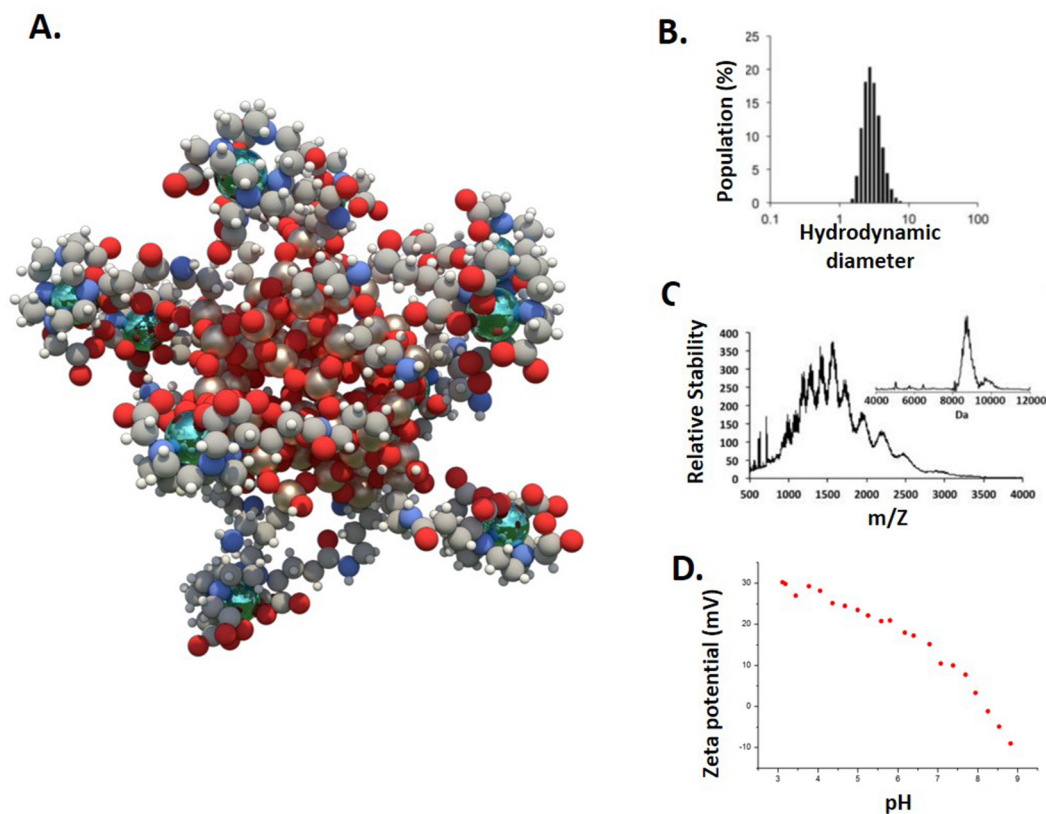 A.
B.
25
20
15
10
5
0
Population (%)
0.1 1 10 100
Hydrodynamic
diameter
C
400
350
300
250
200
150
100
50
0
Relative Stability
500 1000 1500 2000 2500 3000 3500 4000
m/Z
4000 6000 8000 10000 12000
Da
D.
30
20
10
0
-10
Zeta potential (mV)
3 4 5 6 7 8 9
pH